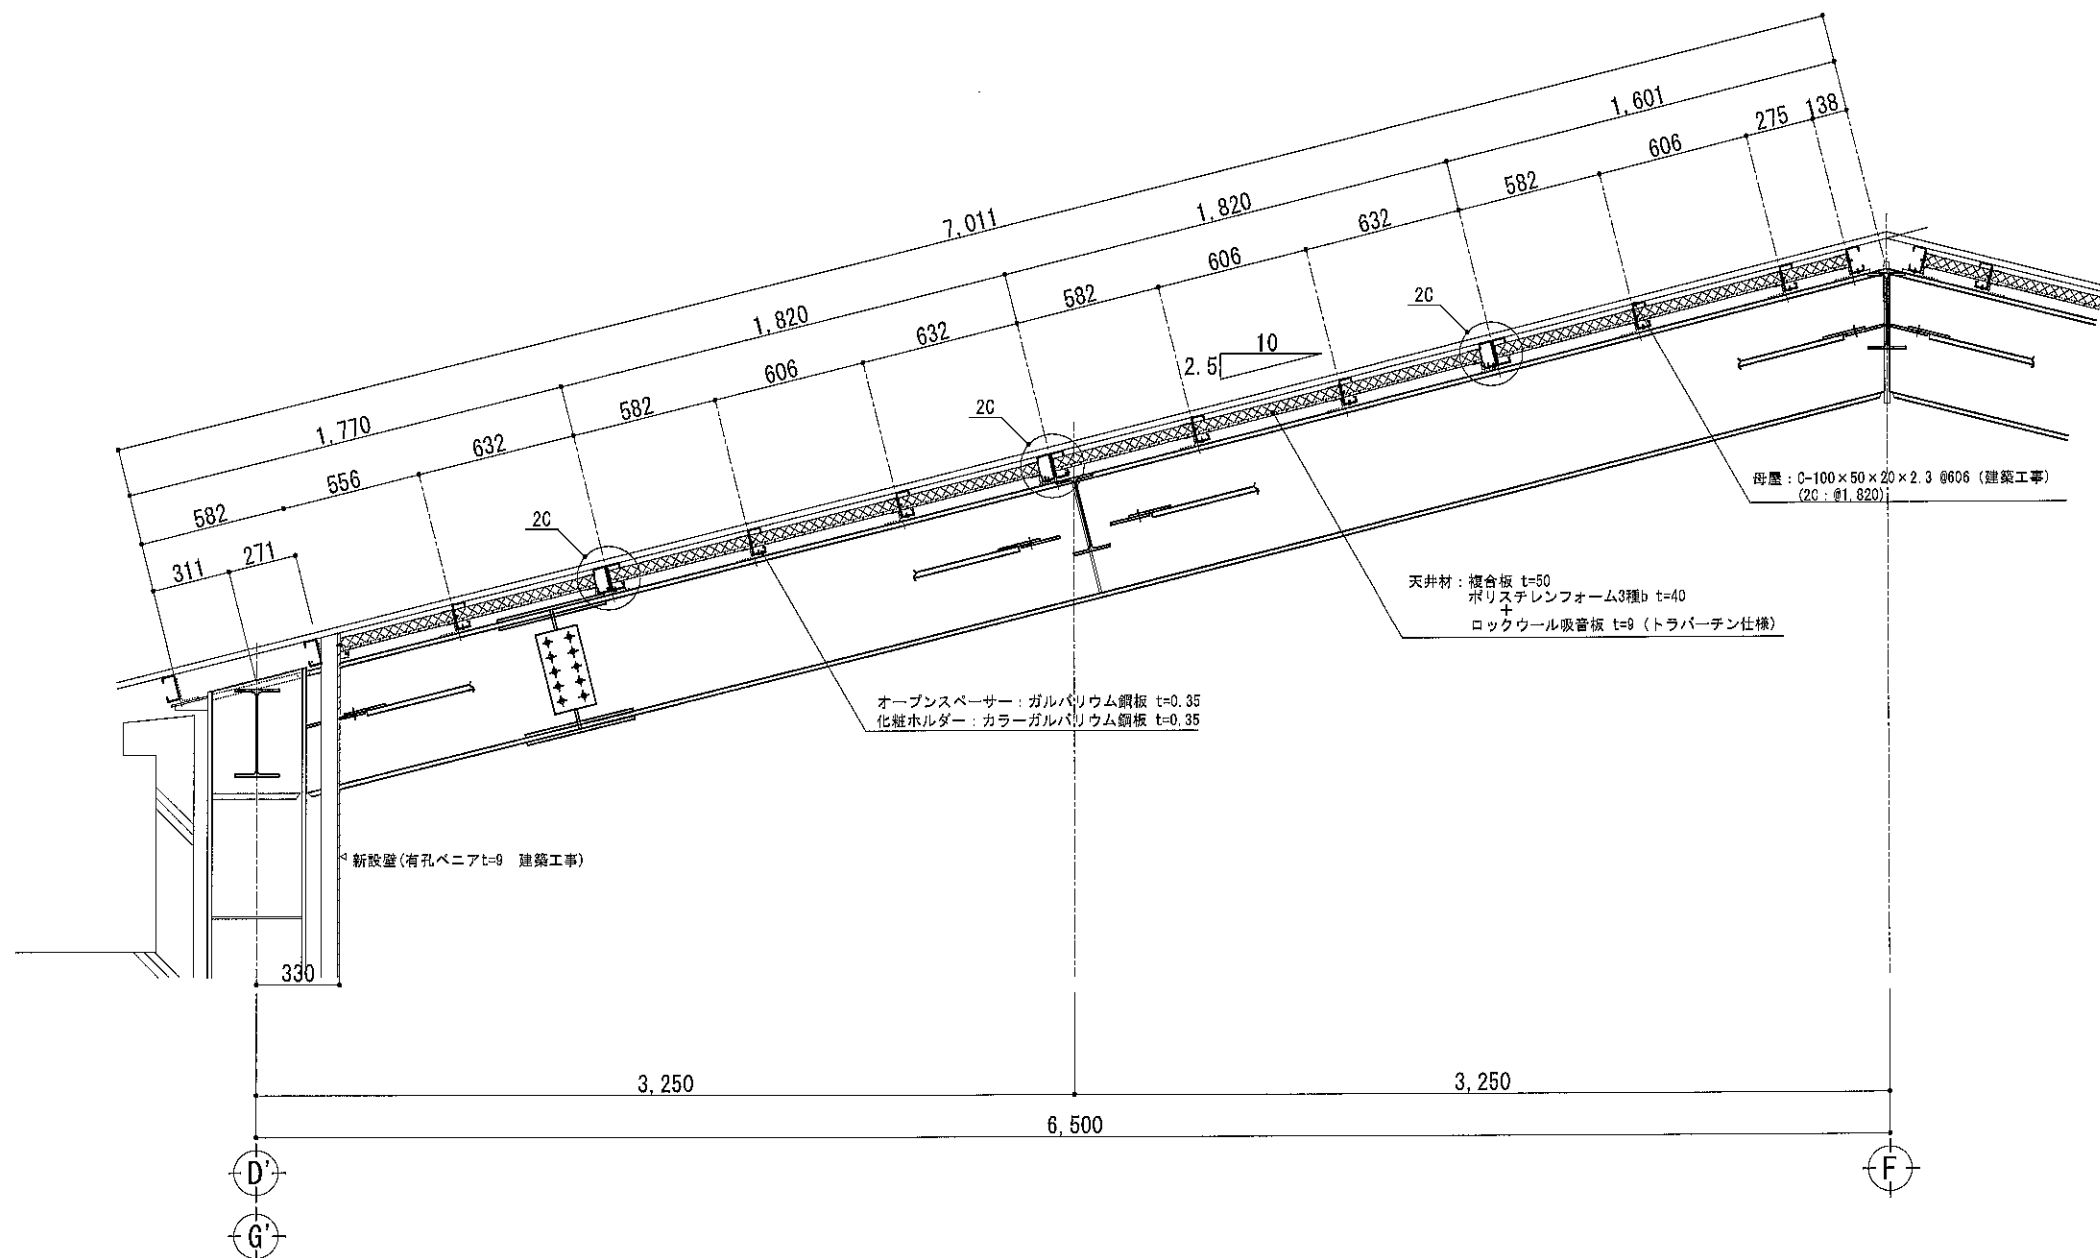 7,011
1,770
1,820
1,820
1,601
582
556
632
582
606
632
582
606
632
582
606
275
138
311
271
2C
2C
2C
10
2.5
母屋：C-100×50×20×2.3 @606 (建築工事)
(2C：@1,820)
天井材：複合板 t=50
ポリスチレンフォーム3種b t=40
+
ロックウール吸音板 t=9 (トラバーチン仕様)
オープンスペーサー：ガルバリウム鋼板 t=0.35
化粧ホルダー：カラーガルバリウム鋼板 t=0.35
新設壁(有孔ベニアt=9 建築工事)
330
3,250
3,250
6,500
D'
F
G'